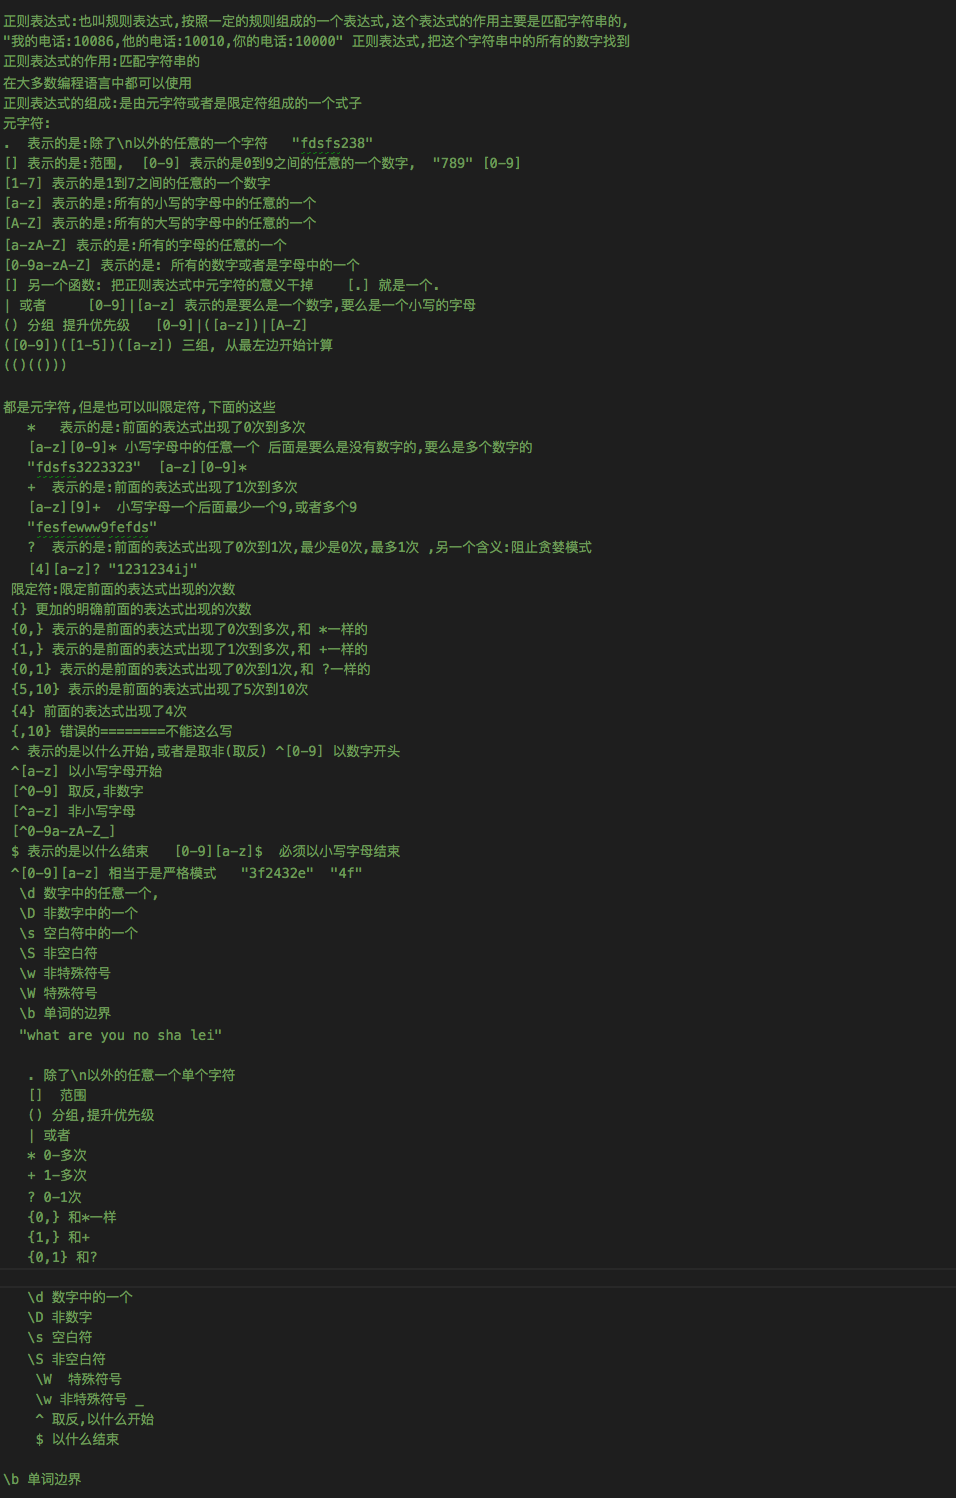 正则表达式:也叫规则表达式,按照一定的规则组成的一个表达式,这个表达式的作用主要是匹配字符串的,
"我的电话:10086,他的电话:10010,你的电话:10000" 正则表达式,把这个字符串中的所有的数字找到
正则表达式的作用:匹配字符串的
在大多数编程语言中都可以使用
正则表达式的组成:是由元字符或者是限定符组成的一个式子
元字符:
. 表示的是:除了\n以外的任意的一个字符 "fdsfs238"
[] 表示的是:范围, [0-9] 表示的是0到9之间的任意的一个数字, "789" [0-9]
[1-7] 表示的是1到7之间的任意的一个数字
[a-z] 表示的是:所有的小写的字母中的任意的一个
[A-Z] 表示的是:所有的大写的字母中的任意的一个
[a-zA-Z] 表示的是:所有的字母的任意的一个
[0-9a-zA-Z] 表示的是: 所有的数字或者是字母中的一个
[] 另一个函数: 把正则表达式中元字符的意义干掉 [.] 就是一个.
| 或者 [0-9]|[a-z] 表示的是要么是一个数字,要么是一个小写的字母
() 分组 提升优先级 [0-9]|([a-z])|[A-Z]
([0-9])([1-5])([a-z]) 三组, 从最左边开始计算
(()(()))
都是元字符,但是也可以叫限定符,下面的这些
* 表示的是:前面的表达式出现了0次到多次
[a-z][0-9]* 小写字母中的任意一个 后面是要么是没有数字的,要么是多个数字的
"fdsfs3223323" [a-z][0-9]*
+ 表示的是:前面的表达式出现了1次到多次
[a-z][9]+ 小写字母一个后面最少一个9,或者多个9
"fesfewww9fefds"
? 表示的是:前面的表达式出现了0次到1次,最少是0次,最多1次 ,另一个含义:阻止贪婪模式
[4][a-z]? "1231234ij"
限定符:限定前面的表达式出现的次数
{} 更加的明确前面的表达式出现的次数
{0,} 表示的是前面的表达式出现了0次到多次,和 *一样的
{1,} 表示的是前面的表达式出现了1次到多次,和 +一样的
{0,1} 表示的是前面的表达式出现了0次到1次,和 ?一样的
{5,10} 表示的是前面的表达式出现了5次到10次
{4} 前面的表达式出现了4次
{,10} 错误的========不能这么写
^ 表示的是以什么开始,或者是取非(取反) ^[0-9] 以数字开头
^[a-z] 以小写字母开始
[^0-9] 取反,非数字
[^a-z] 非小写字母
[^0-9a-zA-Z_]
$ 表示的是以什么结束 [0-9][a-z]$ 必须以小写字母结束
^[0-9][a-z] 相当于是严格模式 "3f2432e" "4f"
\d 数字中的任意一个,
\D 非数字中的一个
\s 空白符中的一个
\S 非空白符
\w 非特殊符号
\W 特殊符号
\b 单词的边界
"what are you no sha lei"
. 除了\n以外的任意一个单个字符
[] 范围
() 分组,提升优先级
| 或者
* 0-多次
+ 1-多次
? 0-1次
{0,} 和*一样
{1,} 和+
{0,1} 和?
\d 数字中的一个
\D 非数字
\s 空白符
\S 非空白符
\W 特殊符号
\w 非特殊符号 _
^ 取反,以什么开始
$ 以什么结束
\b 单词边界